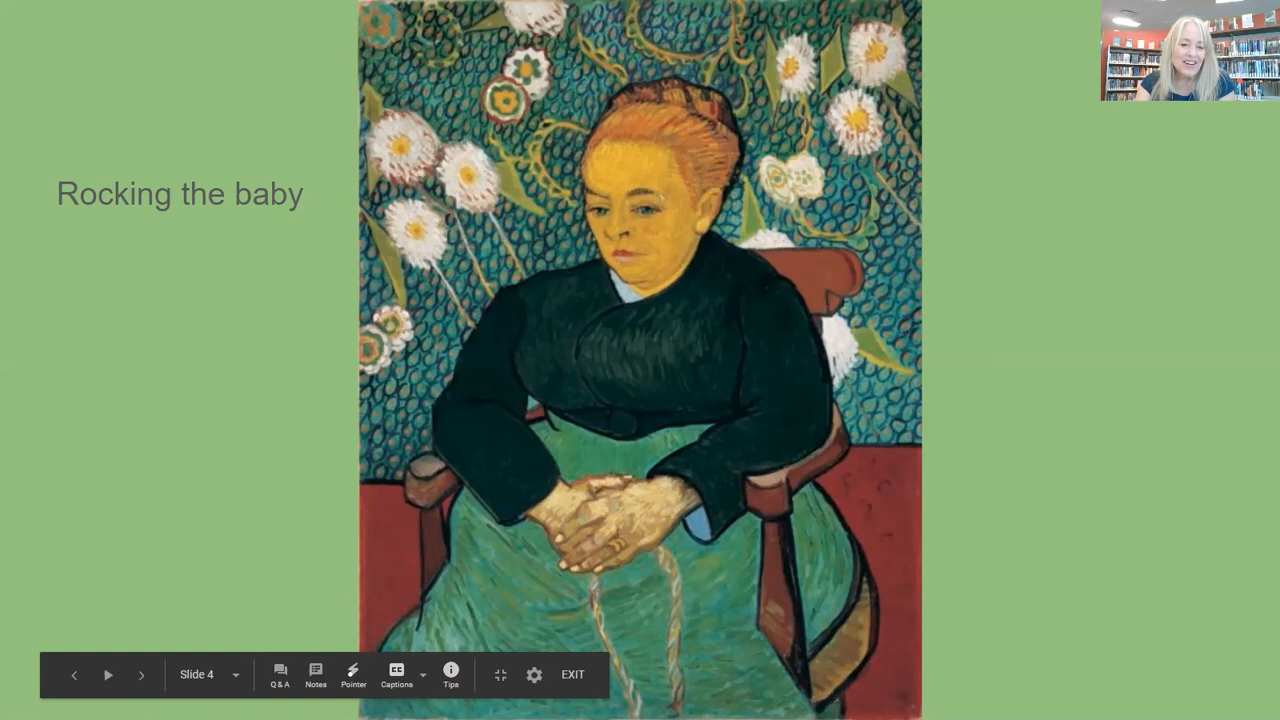 Rocking the baby
Slide 4
Q & A
Notes
Pointer
Captions
Tips
EXIT